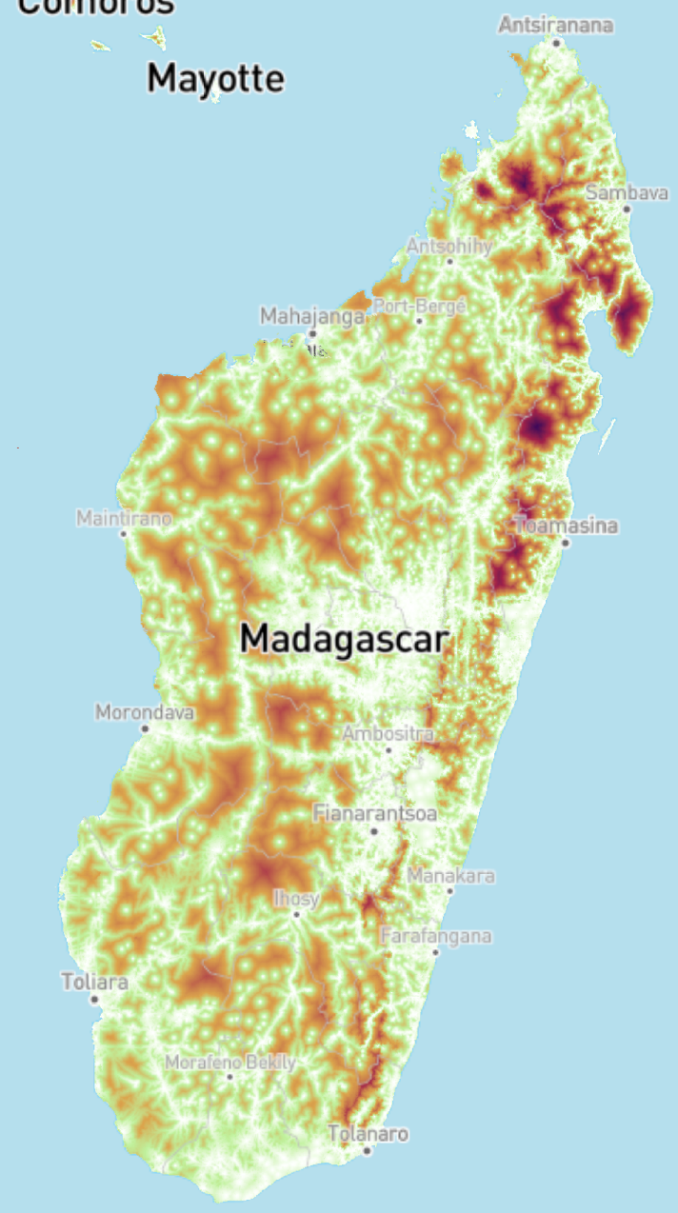 Comoros
Antsiranana
Mayotte
Sambava
Antsohihy
Port-Bergé
Mahajanga
Maintirano
Toamasina
Madagascar
Morondava
Ambositra
Fianarantsoa
Manakara
Ihosy
Farafangana
Toliara
Morafeno Bekily
Tolanaro